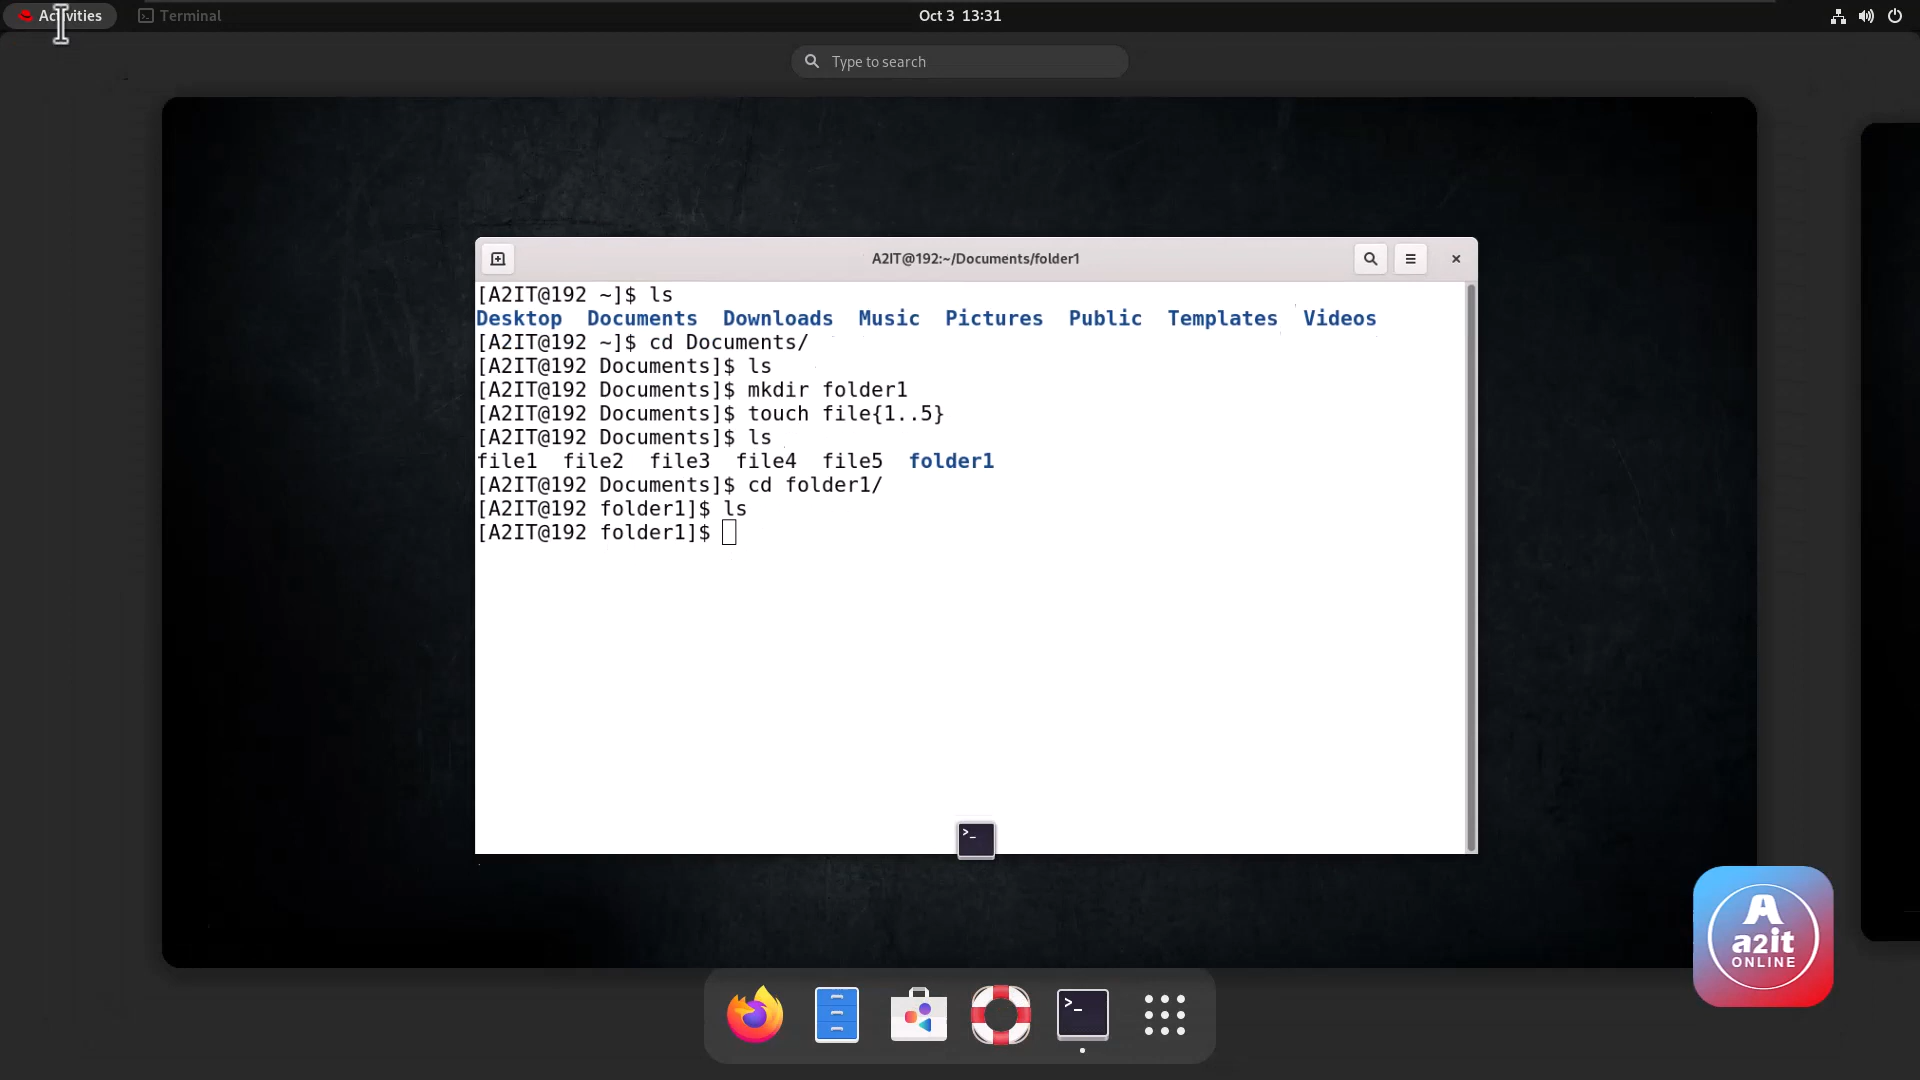 Activities
Terminal
Oct 3 13:31
Type to search
A2IT@192:~/Documents/folder1
[A2IT@192 ~]$ ls
Desktop Documents Downloads Music Pictures Public Templates Videos
[A2IT@192 ~]$ cd Documents/
[A2IT@192 Documents]$ ls
[A2IT@192 Documents]$ mkdir folder1
[A2IT@192 Documents]$ touch file{1..5}
[A2IT@192 Documents]$ ls
file1 file2 file3 file4 file5 folder1
[A2IT@192 Documents]$ cd folder1/
[A2IT@192 folder1]$ ls
[A2IT@192 folder1]$
>_
A
a2it
ONLINE
>_